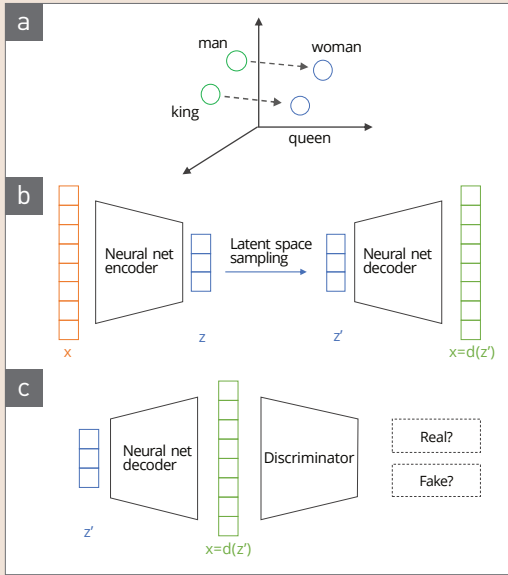 a
man
woman
king
queen
b
Neural net
encoder
Latent space
sampling
Neural net
decoder
x
z
z'
x=d(z')
c
Neural net
decoder
Discriminator
Real?
Fake?
z'
x=d(z')